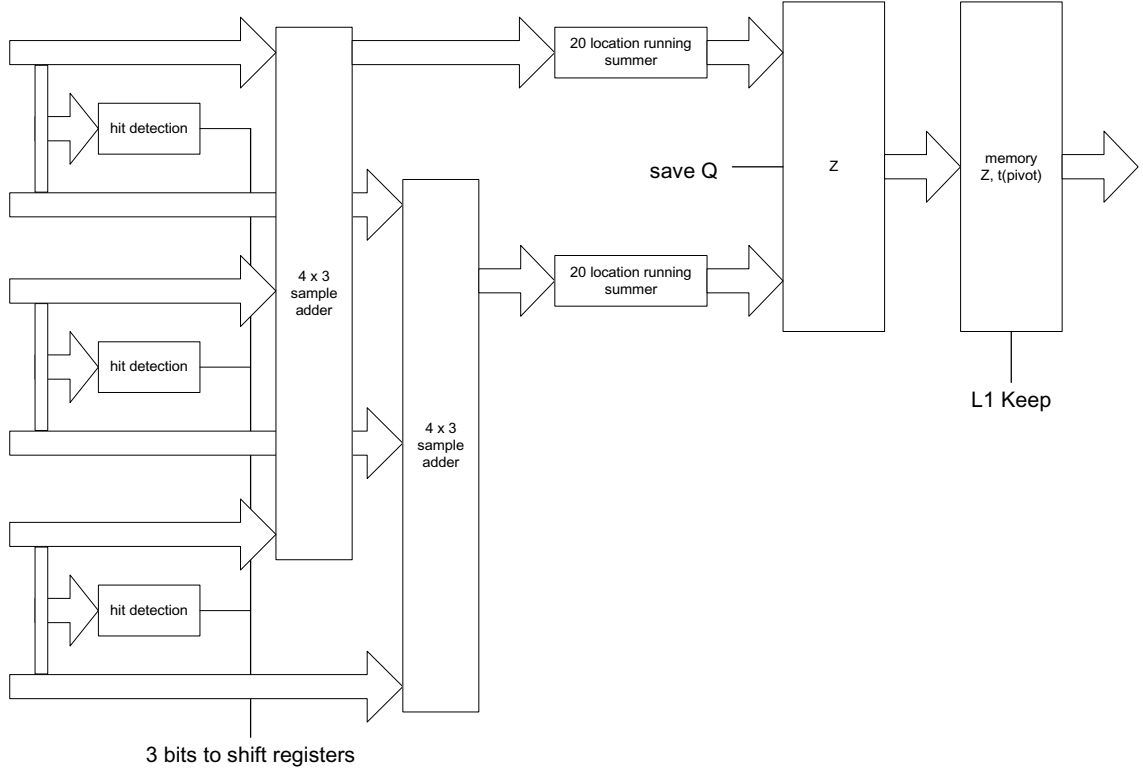 20 location running
summer
hit detection
save Q
Z
memory
Z, t(pivot)
4 x 3
sample
adder
20 location running
summer
hit detection
L1 Keep
4 x 3
sample
adder
hit detection
3 bits to shift registers